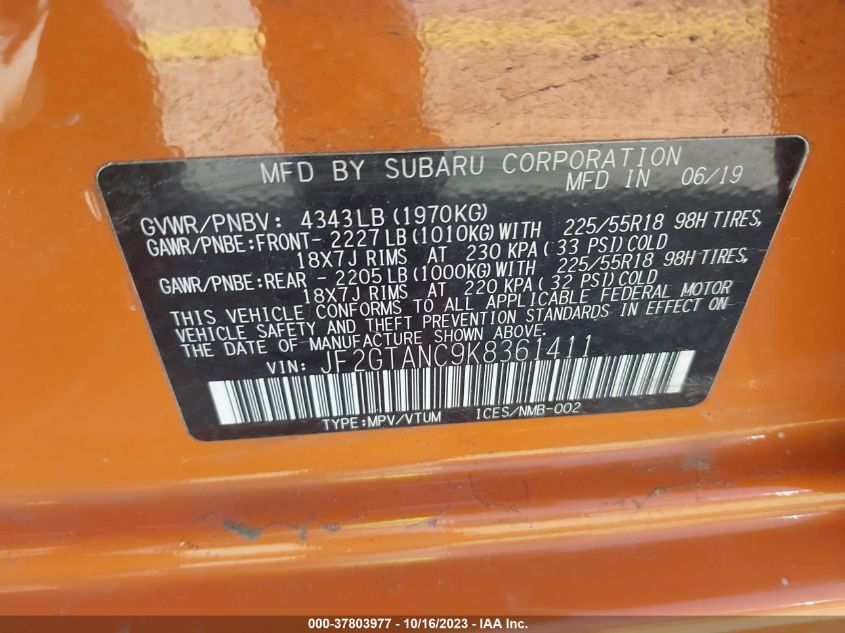 MFD BY SUBARU CORPORATION
MFD IN 06/19
GVWR/PNBV: 4343LB(1970KG)
GAWR/PNBE:FRONT- 2227LB(1010KG)WITH 225/55R18 98H TIRES,
18X7J RIMS AT 230 KPA(33 PSI)COLD
GAWR/PNBE:REAR - 2205LB(1000KG)WITH 225/55R18 98H TIRES,
18X7J RIMS AT 220 KPA(32 PSI)COLD
THIS VEHICLE CONFORMS TO ALL APPLICABLE FEDERAL MOTOR
VEHICLE SAFETY AND THEFT PREVENTION STANDARDS IN EFFECT ON
THE DATE OF MANUFACTURE SHOWN ABOVE.
VIN: JF2GTANC9K8361411
TYPE:MPV/VTUM ICES/NMB-002
000-37803977 - 10/16/2023 - IAA Inc.